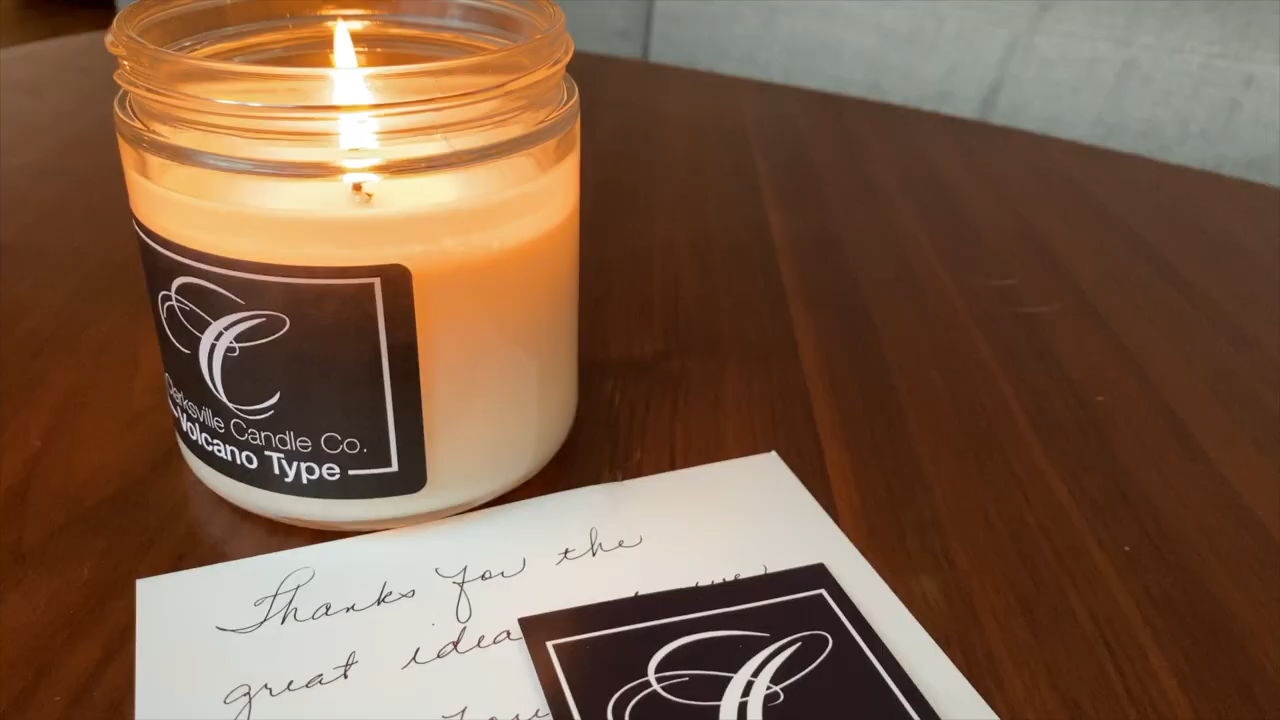 Clarksville Candle Co.
Volcano Type
Thanks for the
great idea